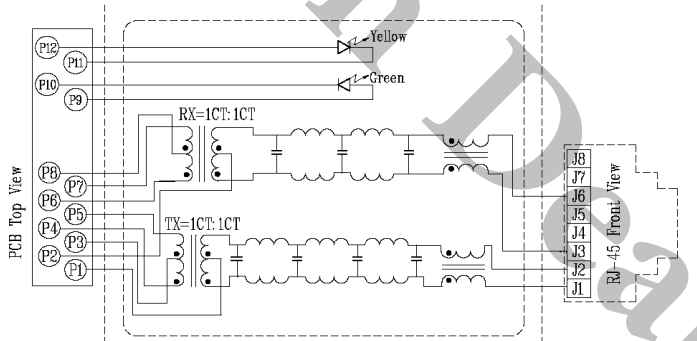 P12
P11
Yellow
P10
P9
Green
RX=1CT:1CT
P8
P7
P6
P5
P4
P3
P2
P1
TX=1CT:1CT
PCB Top View
J8
J7
J6
J5
J4
J3
J2
J1
RJ-45 Front View